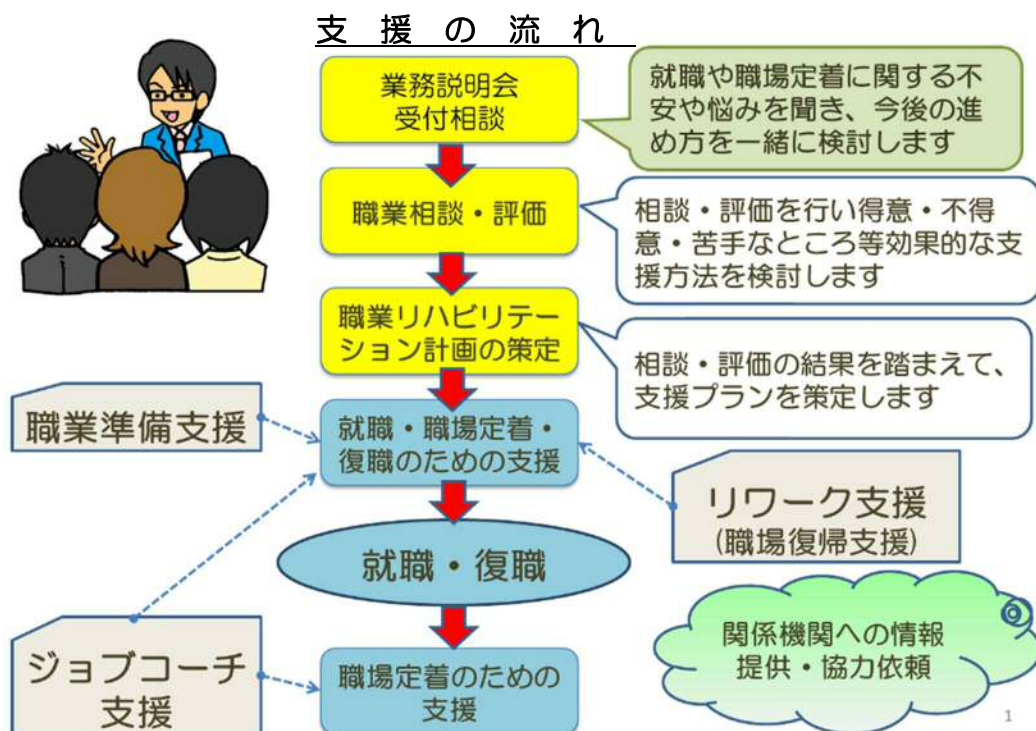 支援の流れ
業務説明会
受付相談
就職や職場定着に関する不
安や悩みを聞き、今後の進
め方を一緒に検討します
職業相談・評価
相談・評価を行い得意・不得
意・苦手なところ等効果的な支
援方法を検討します
職業リハビリテー
ション計画の策定
相談・評価の結果を踏まえて、
支援プランを策定します
職業準備支援
就職・職場定着・
復職のための支援
リワーク支援
(職場復帰支援)
就職・復職
ジョブコーチ
支援
職場定着のための
支援
関係機関への情報
提供・協力依頼
1